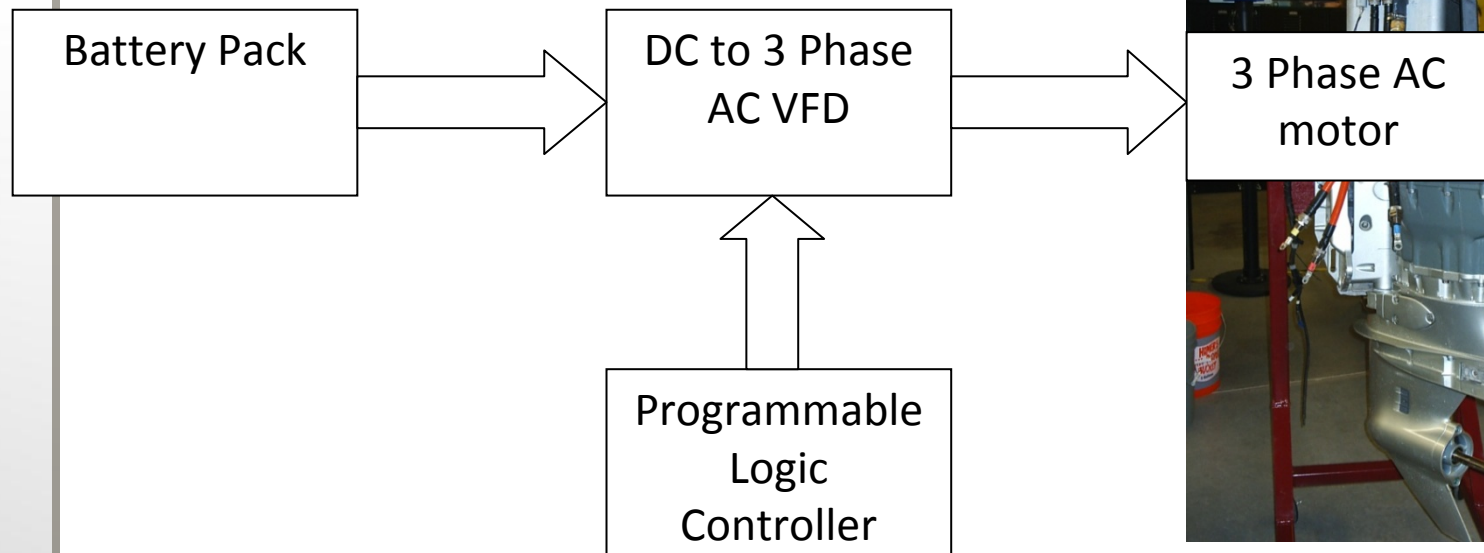 Battery Pack
DC to 3 Phase
AC VFD
3 Phase AC
motor
Programmable
Logic
Controller